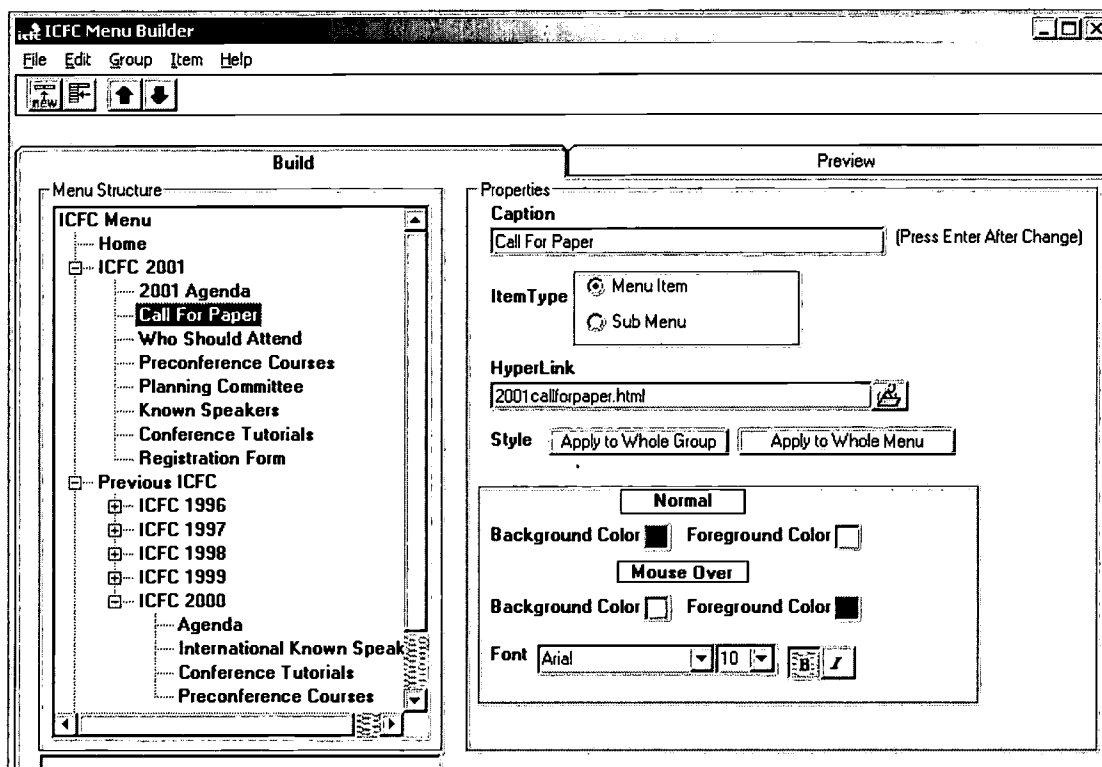 ICFC Menu Builder
File Edit Group Item Help
new
Build
Preview
Menu Structure
ICFC Menu
Home
ICFC 2001
2001 Agenda
Call For Paper
Who Should Attend
Preconference Courses
Planning Committee
Known Speakers
Conference Tutorials
Registration Form
Previous ICFC
ICFC 1996
ICFC 1997
ICFC 1998
ICFC 1999
ICFC 2000
Agenda
International Known Speak
Conference Tutorials
Preconference Courses
Properties
Caption
Call For Paper (Press Enter After Change)
ItemType
Menu Item
Sub Menu
HyperLink
2001callforpaper.html
Style Apply to Whole Group Apply to Whole Menu
Normal
Background Color Foreground Color
Mouse Over
Background Color Foreground Color
Font Arial 10 B I